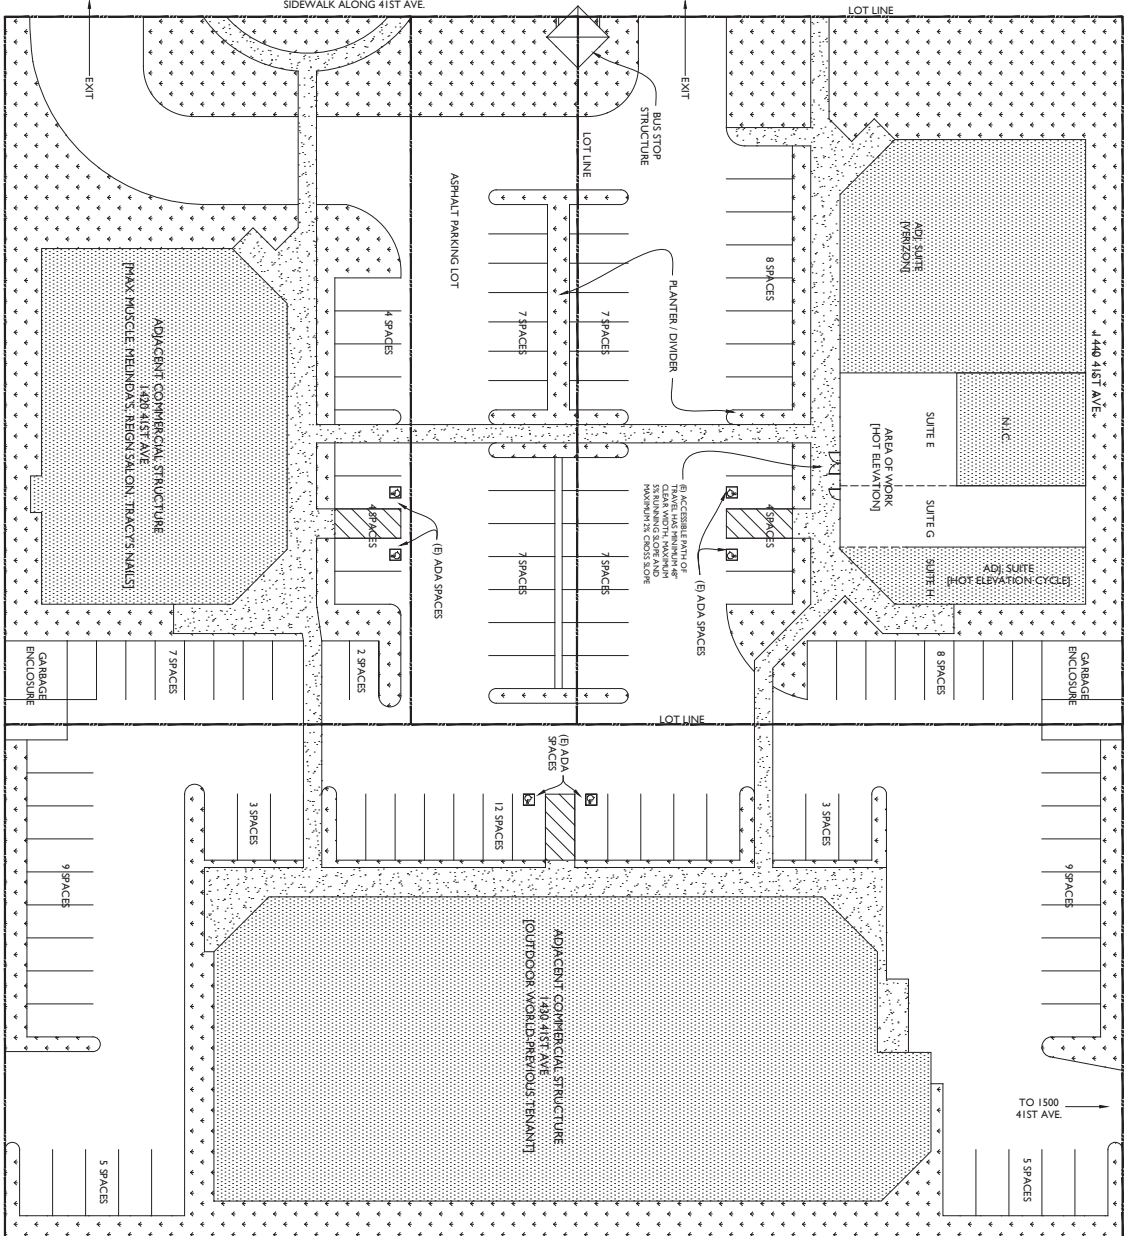 SIDEWALK ALONG 41ST AVE.
LOT LINE
EXIT
EXIT
BUS STOP
STRUCTURE
LOT LINE
ASPHALT PARKING LOT
ADJ. SUITE
[VERIZON]
8 SPACES
PLANTER / DIVIDER
4 SPACES
7 SPACES
7 SPACES
1440 41ST AVE.
ADJACENT COMMERCIAL STRUCTURE
1420 41ST AVE
[MAX MUSCLE, MELINDA'S, REIGN SALON, TRACY'S NAILS]
SUITE E
N.I.C.
AREA OF WORK
[HOT ELEVATION]
(E) ACCESSIBLE PATH OF
TRAVEL HAS MINIMUM 48"
CLEAR WIDTH, MAXIMUM
5% RUNNING SLOPE AND
MAXIMUM 2% CROSS SLOPE
4 SPACES
4 SPACES
SUITE G
(E) ADA SPACES
7 SPACES
7 SPACES
(E) ADA SPACES
SUITE H
ADJ. SUITE
[HOT ELEVATION CYCLE]
GARBAGE
ENCLOSURE
7 SPACES
2 SPACES
8 SPACES
GARBAGE
ENCLOSURE
LOT LINE
(E) ADA
SPACES
3 SPACES
12 SPACES
3 SPACES
9 SPACES
9 SPACES
ADJACENT COMMERCIAL STRUCTURE
1430 41ST AVE
[OUTDOOR WORLD-PREVIOUS TENANT]
TO 1500
41ST AVE.
5 SPACES
5 SPACES